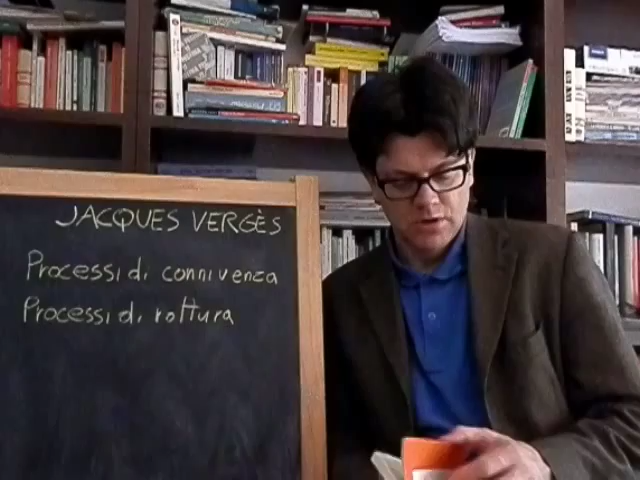 JACQUES VERGÈS
Processi di connivenza
Processi di rottura